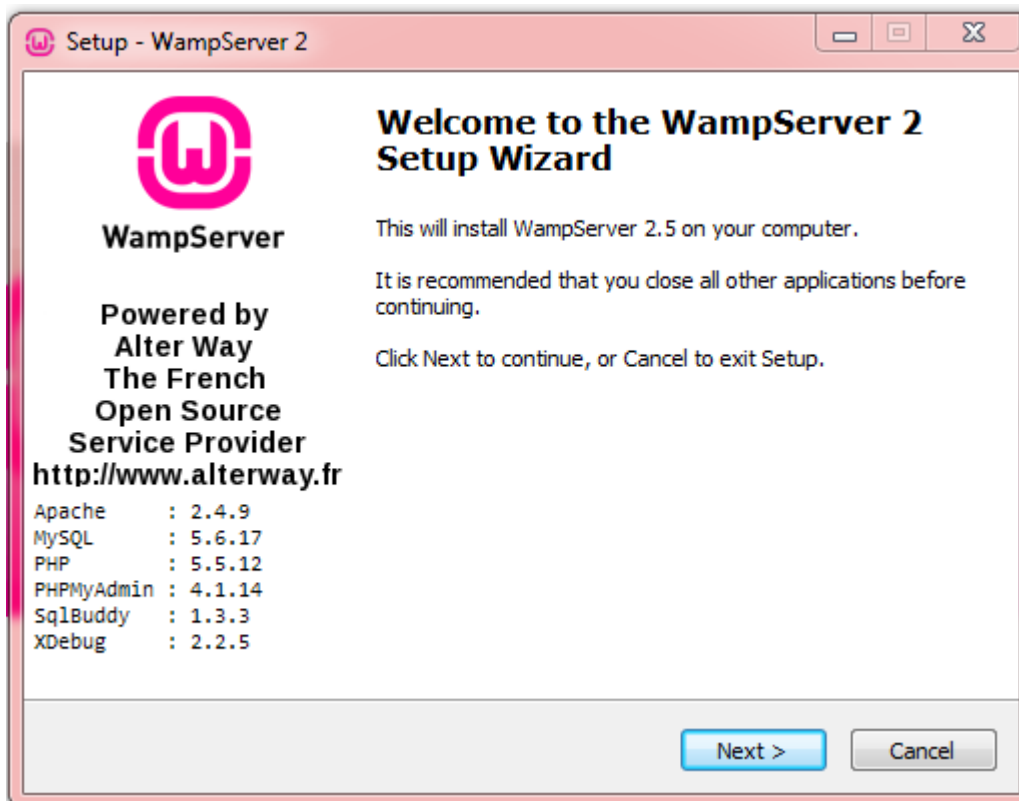 Setup - WampServer 2
WampServer
Powered by
Alter Way
The French
Open Source
Service Provider
http://www.alterway.fr
Apache : 2.4.9
MySQL : 5.6.17
PHP : 5.5.12
PHPMyAdmin : 4.1.14
SqlBuddy : 1.3.3
XDebug : 2.2.5
Welcome to the WampServer 2
Setup Wizard
This will install WampServer 2.5 on your computer.
It is recommended that you close all other applications before
continuing.
Click Next to continue, or Cancel to exit Setup.
Next >
Cancel